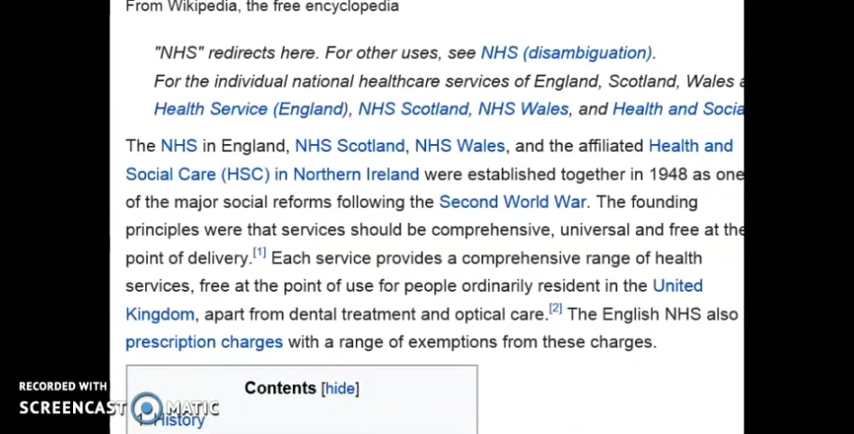 From Wikipedia, the free encyclopedia
"NHS" redirects here. For other uses, see NHS (disambiguation).
For the individual national healthcare services of England, Scotland, Wales a
Health Service (England), NHS Scotland, NHS Wales, and Health and Socia
The NHS in England, NHS Scotland, NHS Wales, and the affiliated Health and
Social Care (HSC) in Northern Ireland were established together in 1948 as one
of the major social reforms following the Second World War. The founding
principles were that services should be comprehensive, universal and free at the
point of delivery.[1] Each service provides a comprehensive range of health
services, free at the point of use for people ordinarily resident in the United
Kingdom, apart from dental treatment and optical care.[2] The English NHS also
prescription charges with a range of exemptions from these charges.
Contents [hide]
1 History
RECORDED WITH
SCREENCAST MATIC